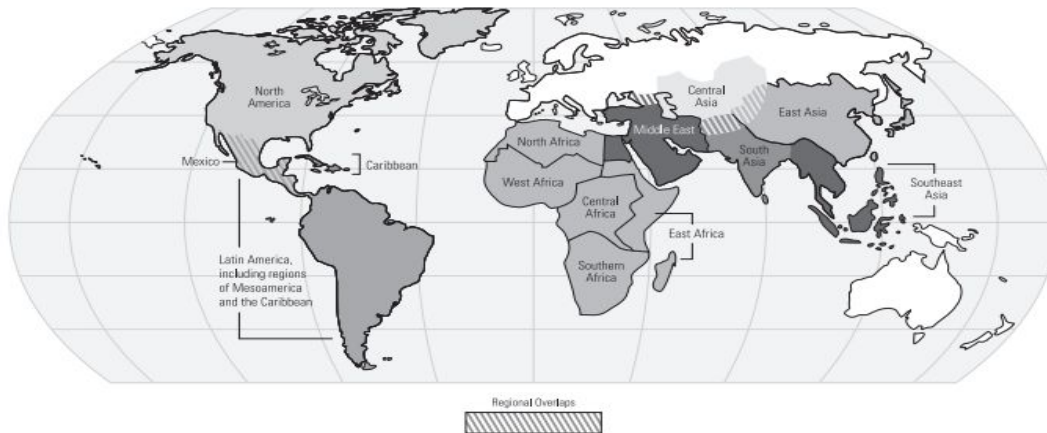 North
America
Mexico
Caribbean
Latin America,
including regions
of Mesoamerica
and the Caribbean
North Africa
West Africa
Central
Africa
East Africa
Southern
Africa
Middle East
Central
Asia
East Asia
South
Asia
Southeast
Asia
Regional Overlaps